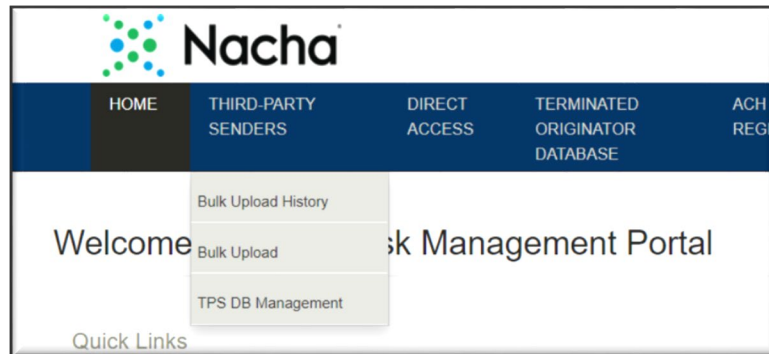 Nacha
HOME THIRD-PARTY DIRECT TERMINATED ACH
SENDERS ACCESS ORIGINATOR
DATABASE
Bulk Upload History
Welcome sk Management Portal
Bulk Upload
TPS DB Management
Quick Links